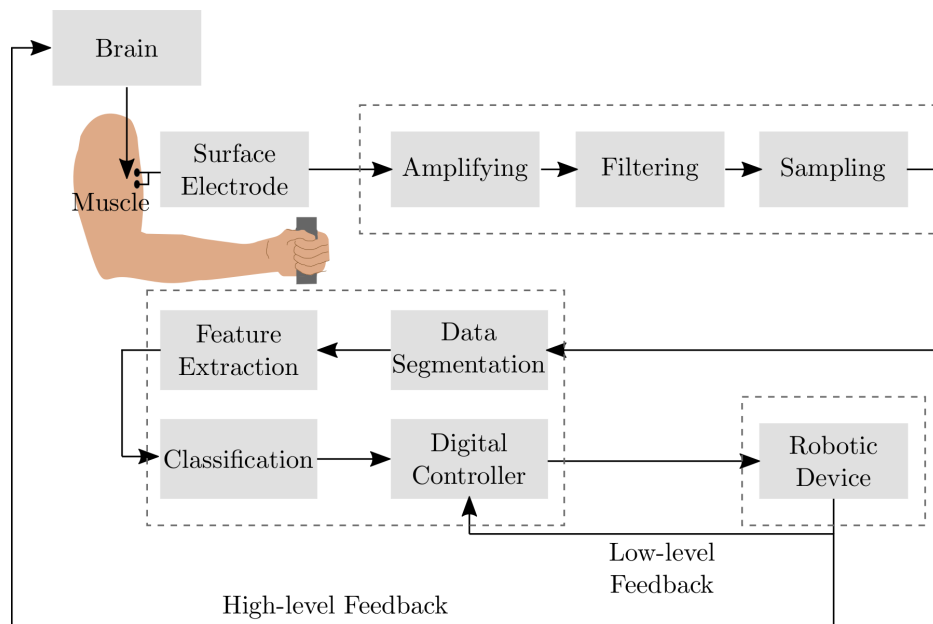 Brain
Surface
Electrode
Muscle
Amplifying
Filtering
Sampling
Feature
Extraction
Data
Segmentation
Classification
Digital
Controller
Robotic
Device
Low-level
Feedback
High-level Feedback